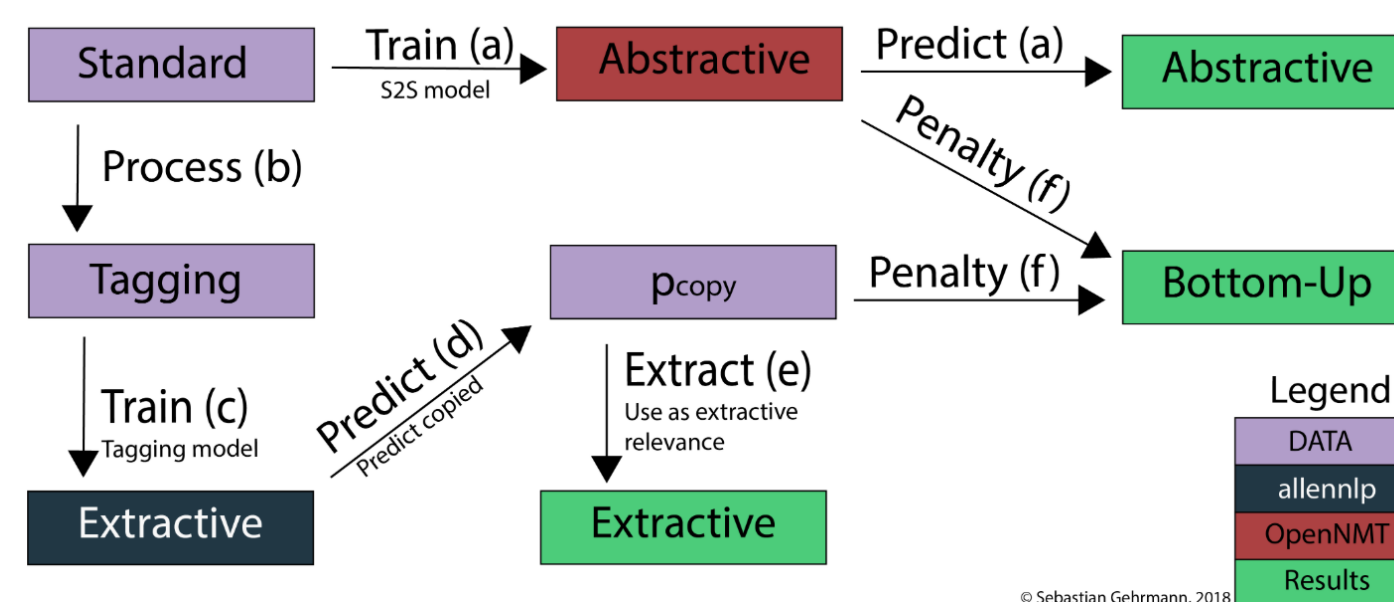 Standard
Train (a)
S2S model
Abstractive
Predict (a)
Abstractive
Process (b)
Penalty (f)
Tagging
pcopy
Penalty (f)
Bottom-Up
Train (c)
Tagging model
Predict (d)
Predict copied
Extract (e)
Use as extractive
relevance
Extractive
Extractive
Legend
DATA
allennlp
OpenNMT
Results
© Sebastian Gehrmann, 2018